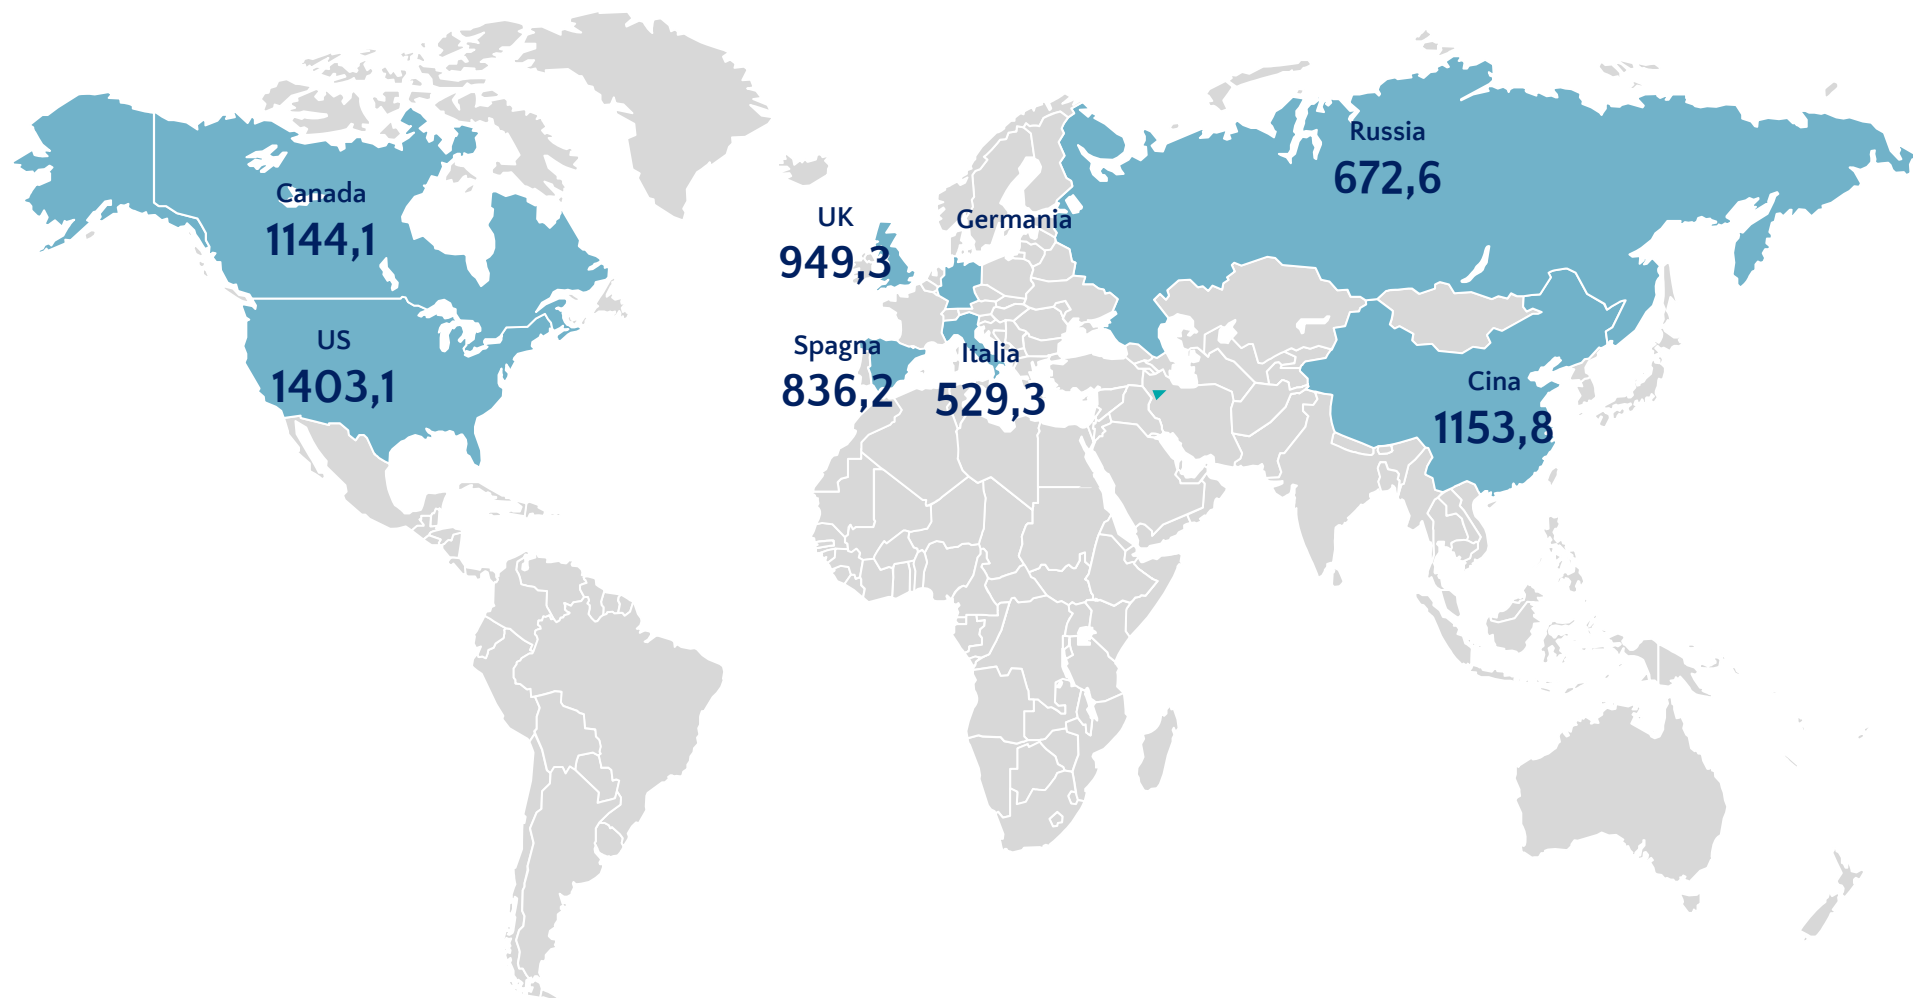 Canada
1144,1
US
1403,1
UK
949,3
Germania
Spagna
836,2
Italia
529,3
Russia
672,6
Cina
1153,8